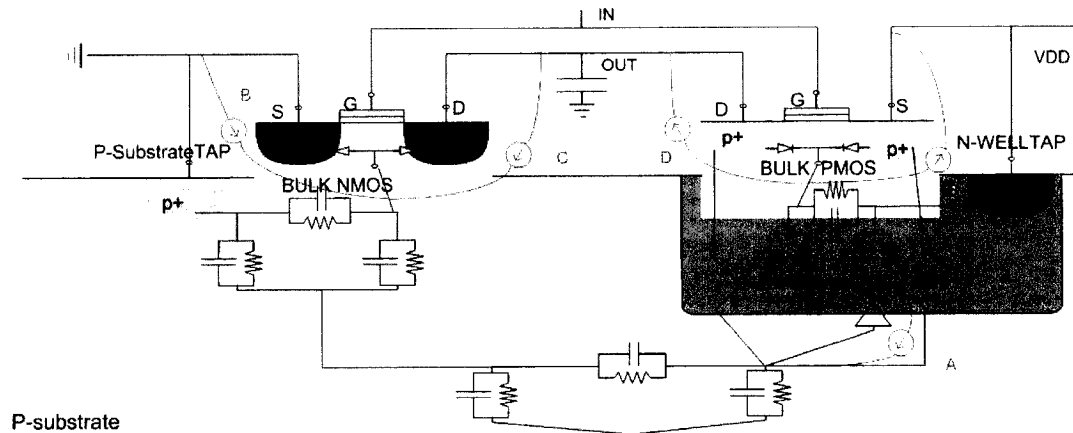 IN
OUT
VDD
B
S
G
D
D
G
S
P-SubstrateTAP
C
D
p+
p+
N-WELLTAP
BULK NMOS
BULK PMOS
p+
A
P-substrate